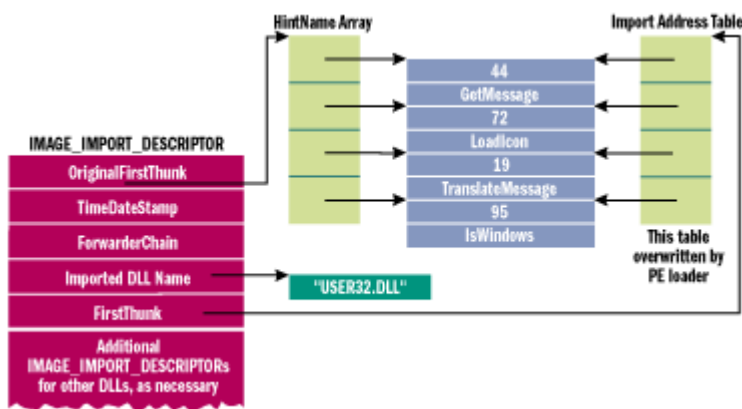 HintName Array
Import Address Table
44
GetMessage
72
LoadIcon
19
TranslateMessage
95
IsWindows
IMAGE_IMPORT_DESCRIPTOR
OriginalFirstThunk
TimeDateStamp
ForwarderChain
Imported DLL Name
FirstThunk
Additional
IMAGE_IMPORT_DESCRIPTORs
for other DLLs, as necessary
"USER32.DLL"
This table
overwritten by
PE loader